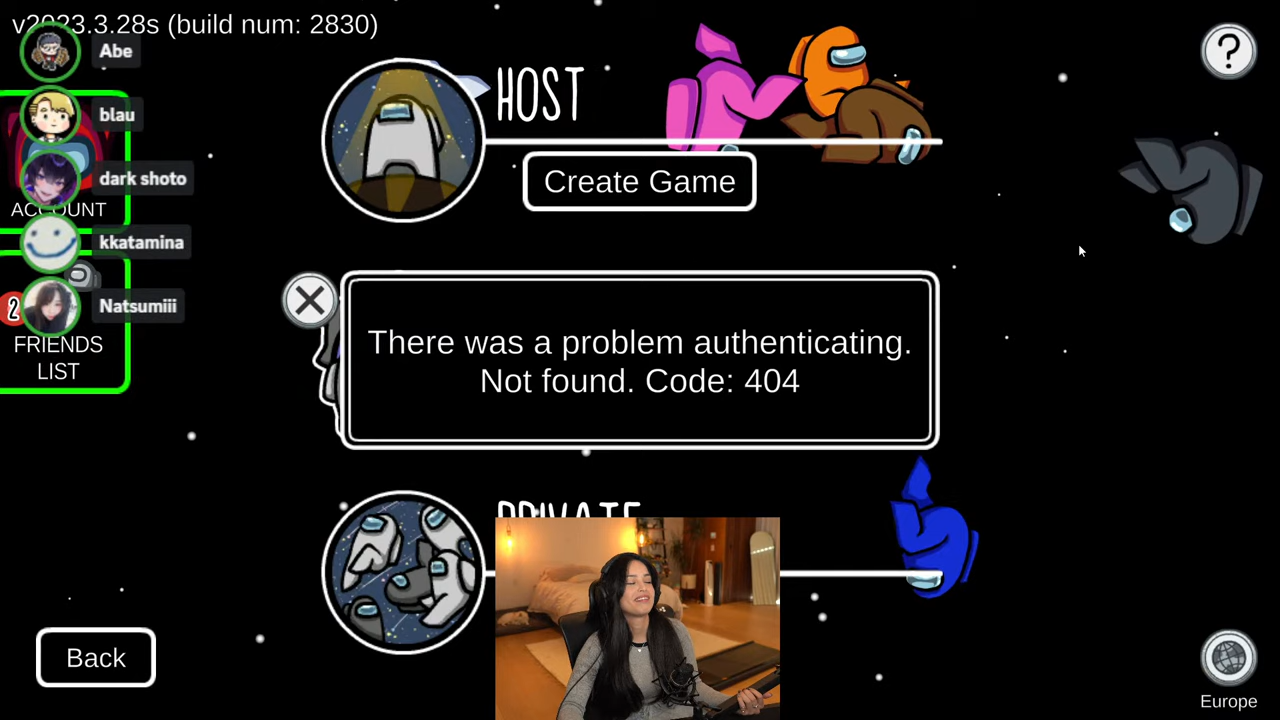 v2023.3.28s (build num: 2830)
Abe
blau
dark shoto
ACCOUNT
kkatamina
Natsumiii
2
FRIENDS
LIST
HOST
Create Game
?
There was a problem authenticating.
Not found. Code: 404
PRIVATE
Back
Europe